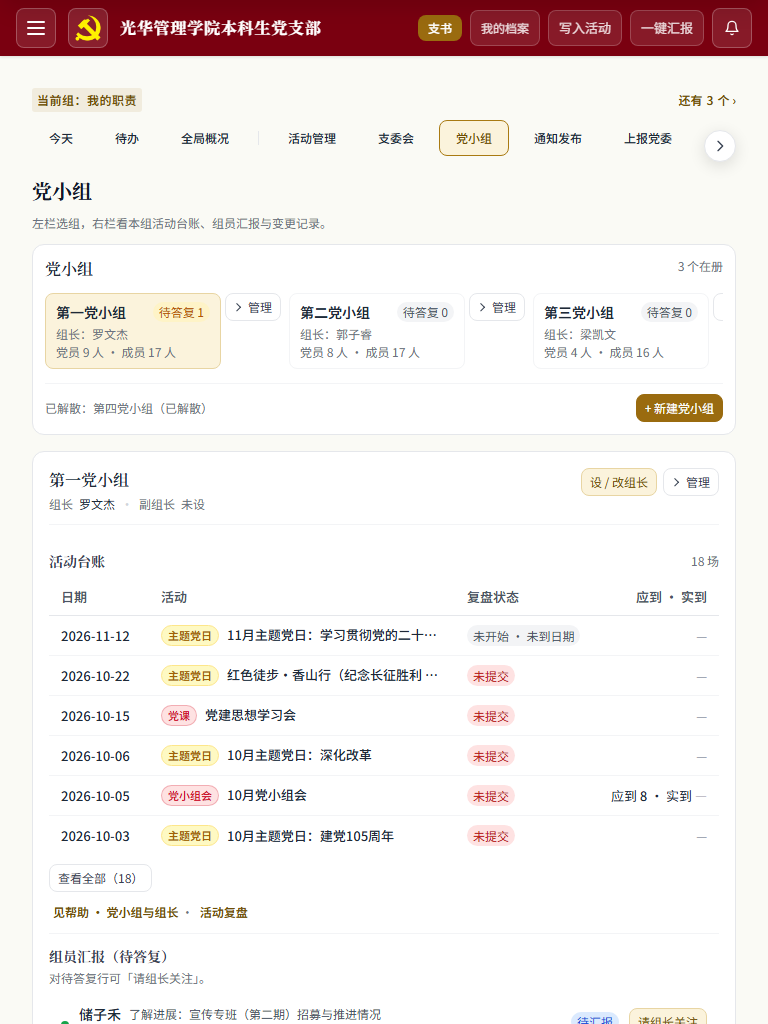 光华管理学院本科生党支部 支书 我的档案 写入活动 一键汇报
当前组：我的职责 还有 3 个 ›
今天 待办 全局概况 活动管理 支委会 党小组 通知发布 上报党委
党小组
左栏选组，右栏看本组活动台账、组员汇报与变更记录。
党小组 3 个在册
第一党小组 待答复 1 管理 第二党小组 待答复 0 管理 第三党小组 待答复 0
组长：罗文杰 组长：郭子睿 组长：梁凯文
党员 9 人 · 成员 17 人 党员 8 人 · 成员 17 人 党员 4 人 · 成员 16 人
已解散：第四党小组（已解散） + 新建党小组
第一党小组 设 / 改组长 管理
组长 罗文杰 · 副组长 未设
活动台账 18 场
日期 活动 复盘状态 应到 · 实到
2026-11-12 主题党日 11月主题党日：学习贯彻党的二十… 未开始 · 未到日期 —
2026-10-22 主题党日 红色徒步·香山行（纪念长征胜利 … 未提交 —
2026-10-15 党课 党建思想学习会 未提交 —
2026-10-06 主题党日 10月主题党日：深化改革 未提交 —
2026-10-05 党小组会 10月党小组会 未提交 应到 8 · 实到 —
2026-10-03 主题党日 10月主题党日：建党105周年 未提交 —
查看全部（18）
见帮助 · 党小组与组长 · 活动复盘
组员汇报（待答复）
对待答复行可「请组长关注」。
储子禾 了解进展：宣传专班（第二期）招募与推进情况 待汇报 请组长关注